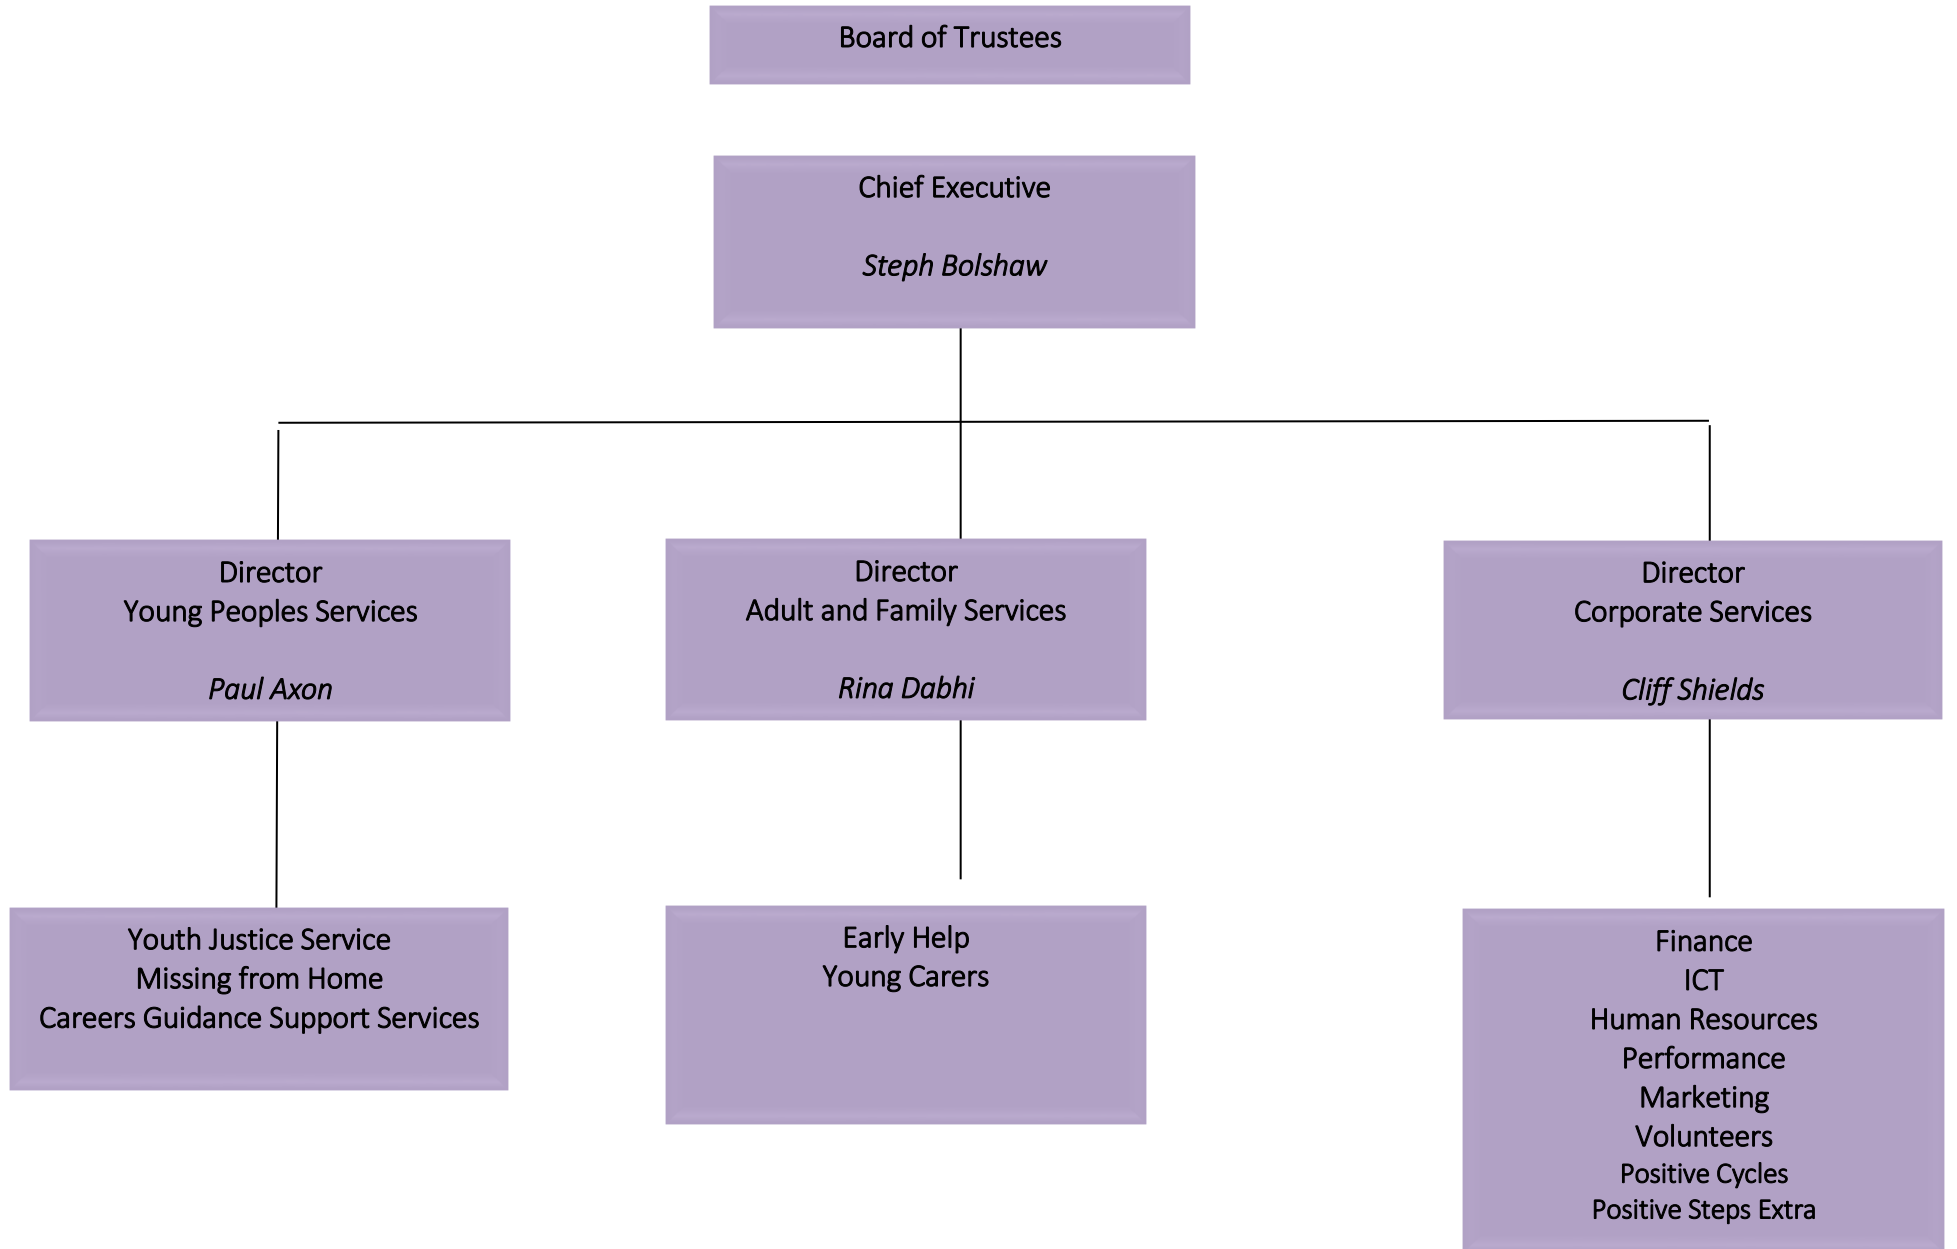 Board of Trustees
Chief Executive
Steph Bolshaw
Director
Young Peoples Services
Paul Axon
Director
Adult and Family Services
Rina Dabhi
Director
Corporate Services
Cliff Shields
Youth Justice Service
Missing from Home
Careers Guidance Support Services
Early Help
Young Carers
Finance
ICT
Human Resources
Performance
Marketing
Volunteers
Positive Cycles
Positive Steps Extra